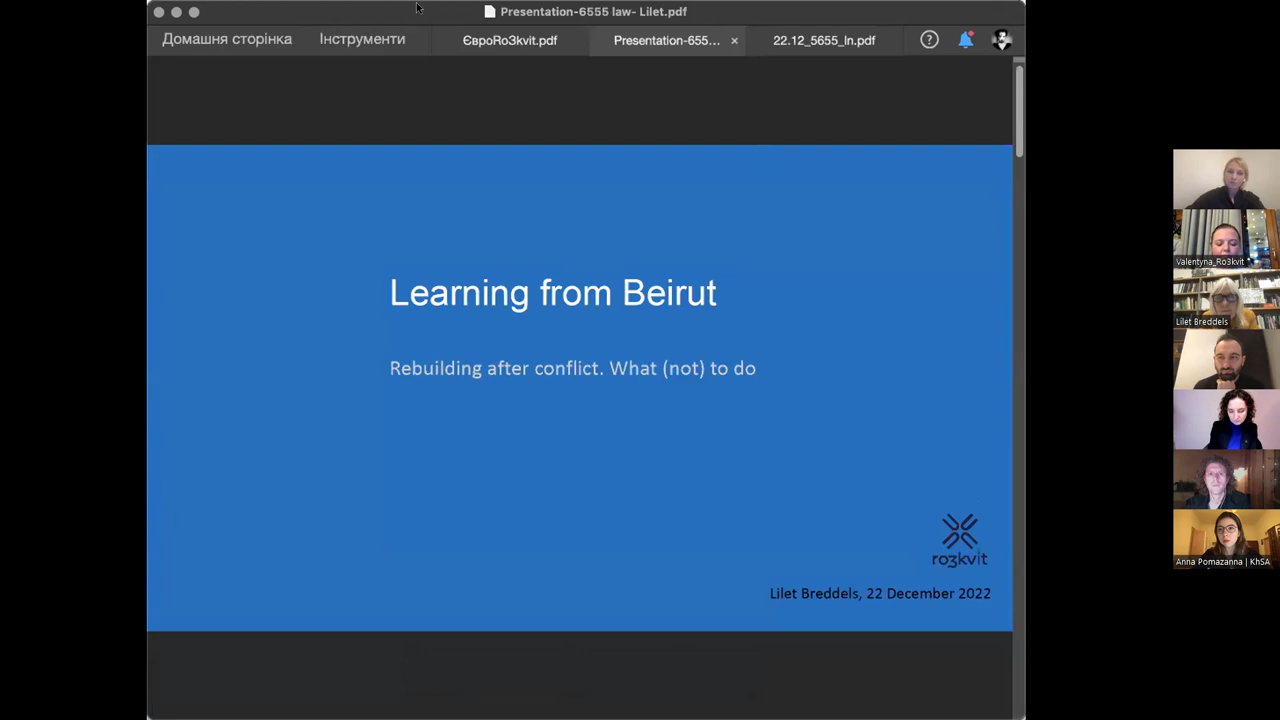 Presentation-6555 law- Lilet.pdf
Домашня сторінка
Інструменти
ЄвроRo3kvit.pdf
Presentation-655...
22.12_5655_ln.pdf
Learning from Beirut
Rebuilding after conflict. What (not) to do
ro3kvit
Lilet Breddels, 22 December 2022
Valentyna_Ro3kvit
Lilet Breddels
Anna Pomazanna | KhSA